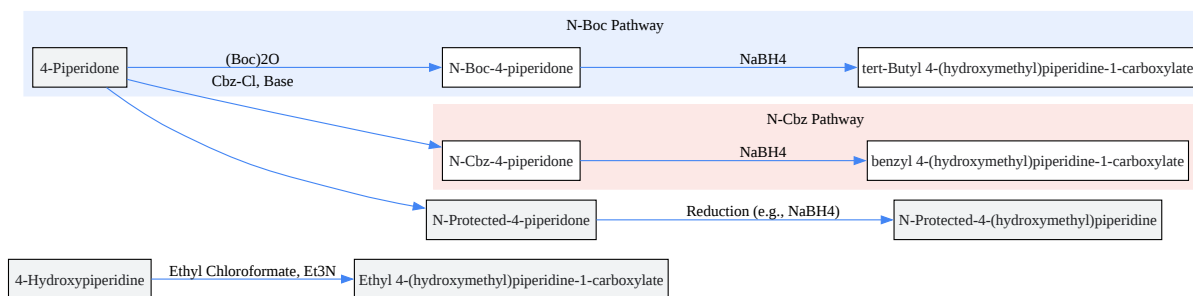 N-Boc Pathway
4-Piperidone
(Boc)2O
N-Boc-4-piperidone
NaBH4
tert-Butyl 4-(hydroxymethyl)piperidine-1-carboxylate
Cbz-Cl, Base
N-Cbz Pathway
N-Cbz-4-piperidone
NaBH4
benzyl 4-(hydroxymethyl)piperidine-1-carboxylate
N-Protected-4-piperidone
Reduction (e.g., NaBH4)
N-Protected-4-(hydroxymethyl)piperidine
4-Hydroxypiperidine
Ethyl Chloroformate, Et3N
Ethyl 4-(hydroxymethyl)piperidine-1-carboxylate